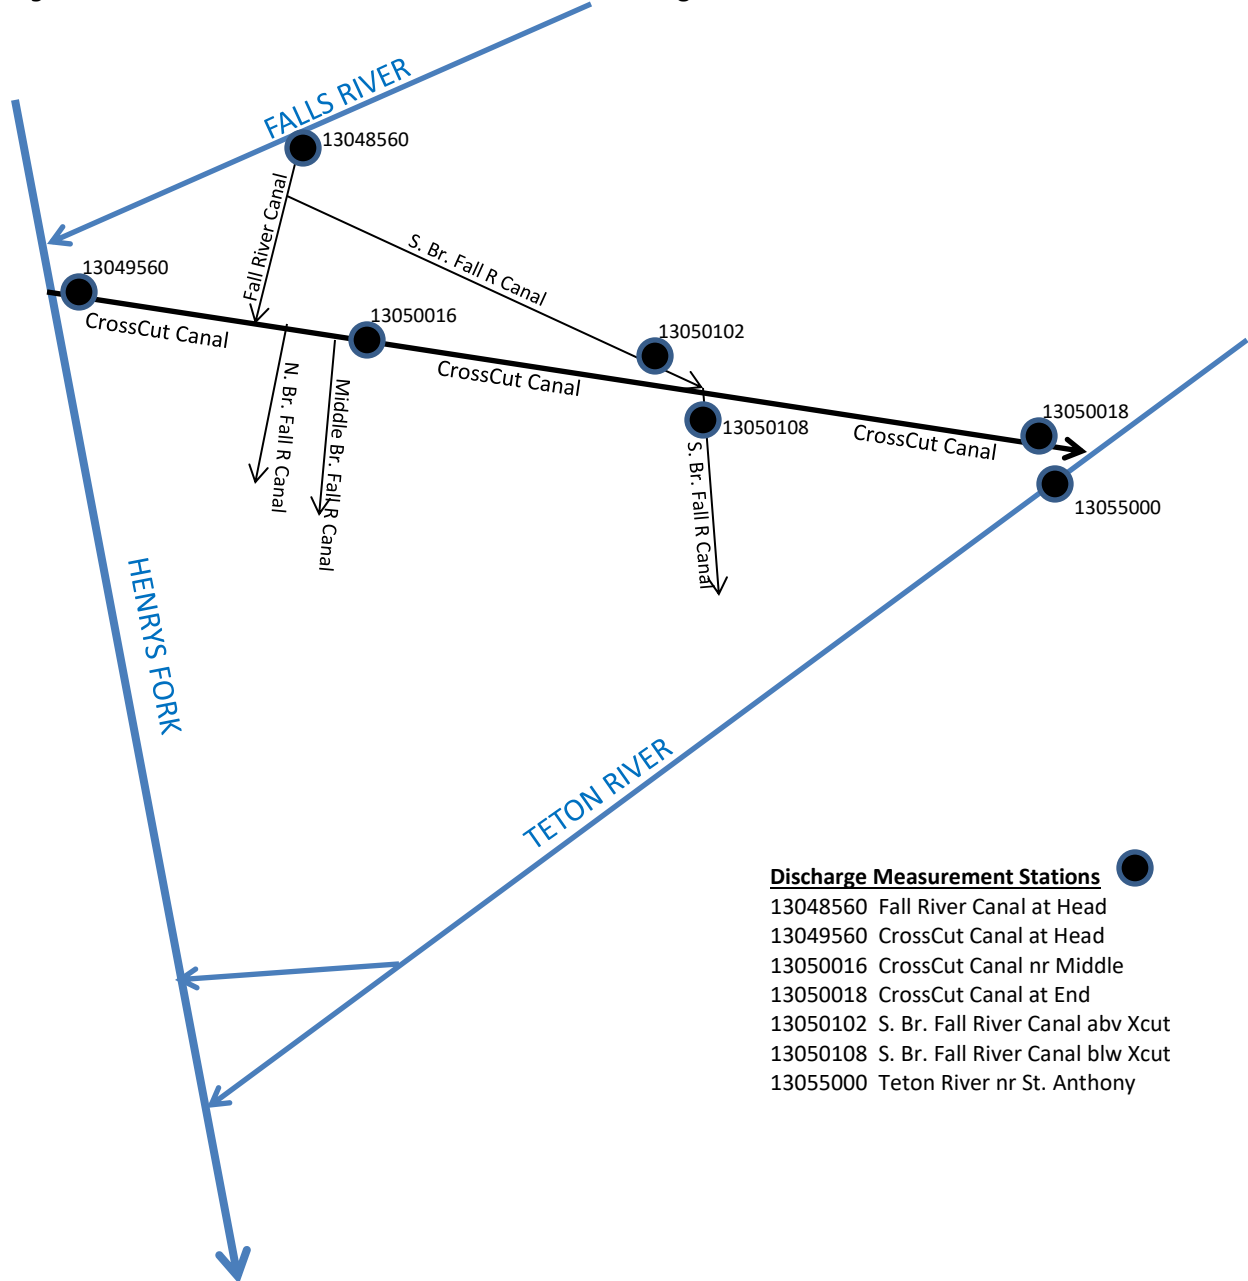 FALLS RIVER
13048560
Fall River Canal
S. Br. Fall R Canal
13049560
CrossCut Canal
13050016
13050102
CrossCut Canal
N. Br. Fall R Canal
Middle Br. Fall R Canal
13050108
S. Br. Fall R Canal
13050018
CrossCut Canal
13055000
HENRYS FORK
TETON RIVER
Discharge Measurement Stations
13048560 Fall River Canal at Head
13049560 CrossCut Canal at Head
13050016 CrossCut Canal nr Middle
13050018 CrossCut Canal at End
13050102 S. Br. Fall River Canal abv Xcut
13050108 S. Br. Fall River Canal blw Xcut
13055000 Teton River nr St. Anthony